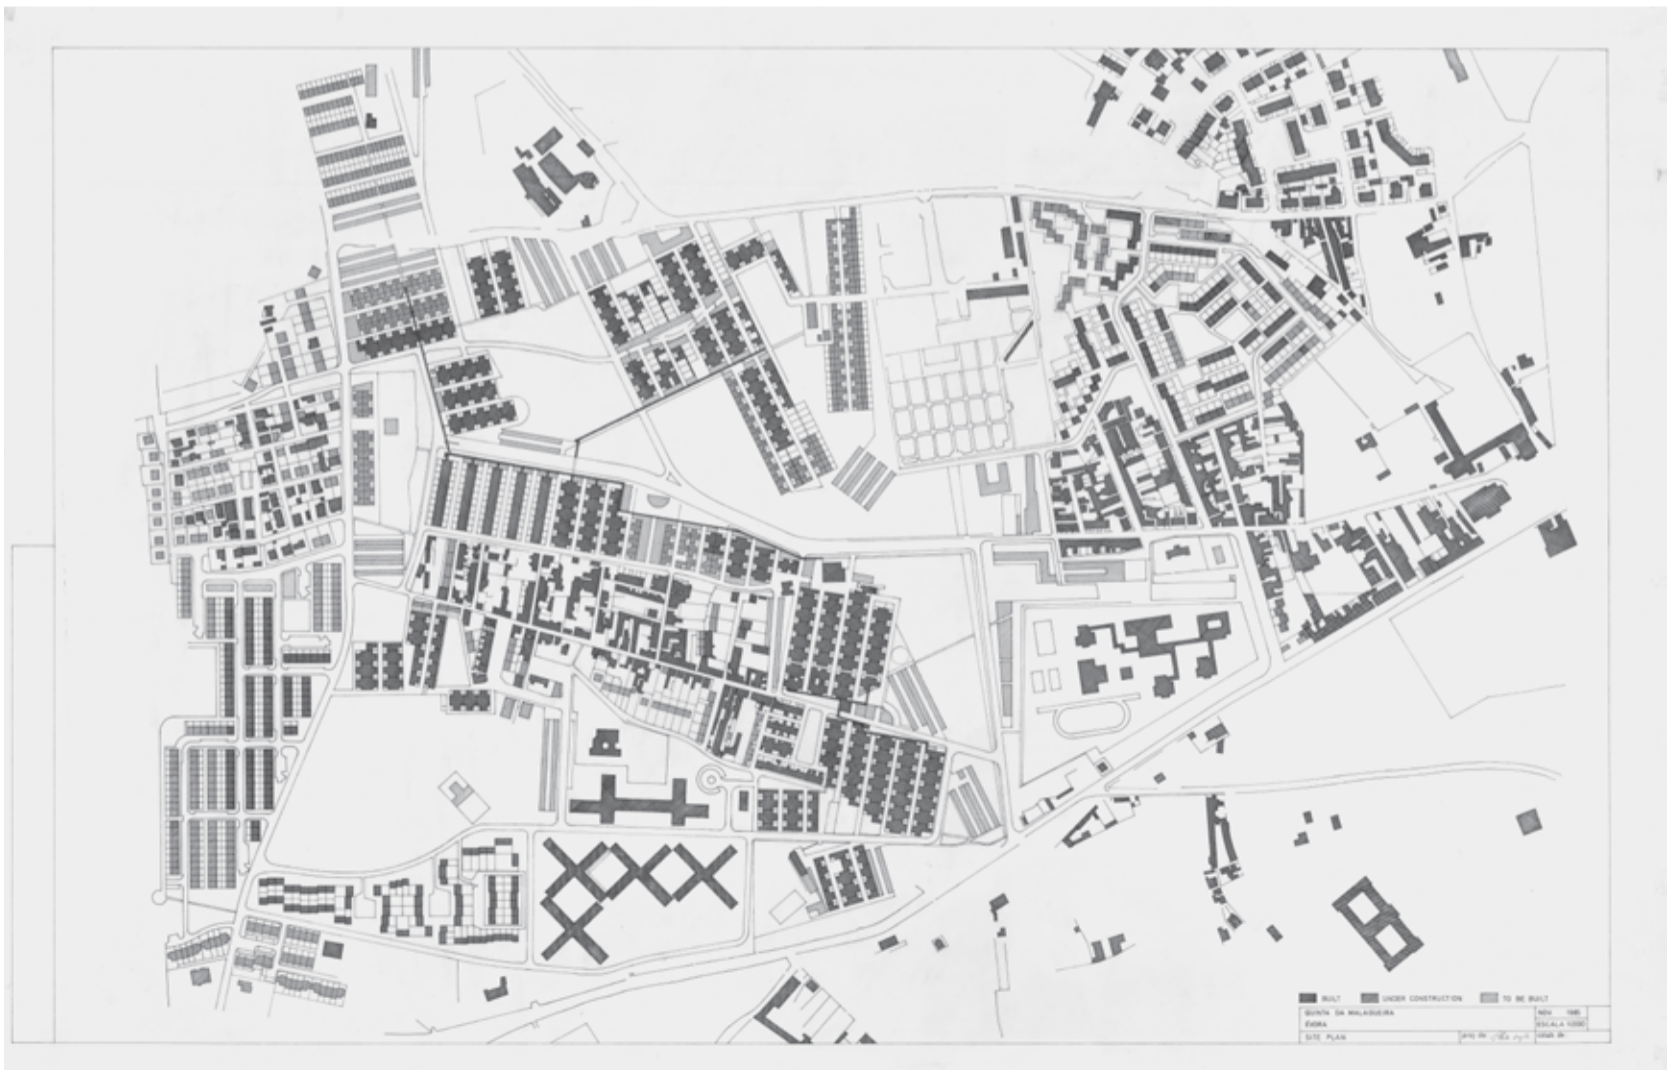 BUILT UNDER CONSTRUCTION TO BE BUILT
QUINTA DA MALAGUEIRA NOV 1985
ÉVORA ESCALA 1/2000
SITE PLAN